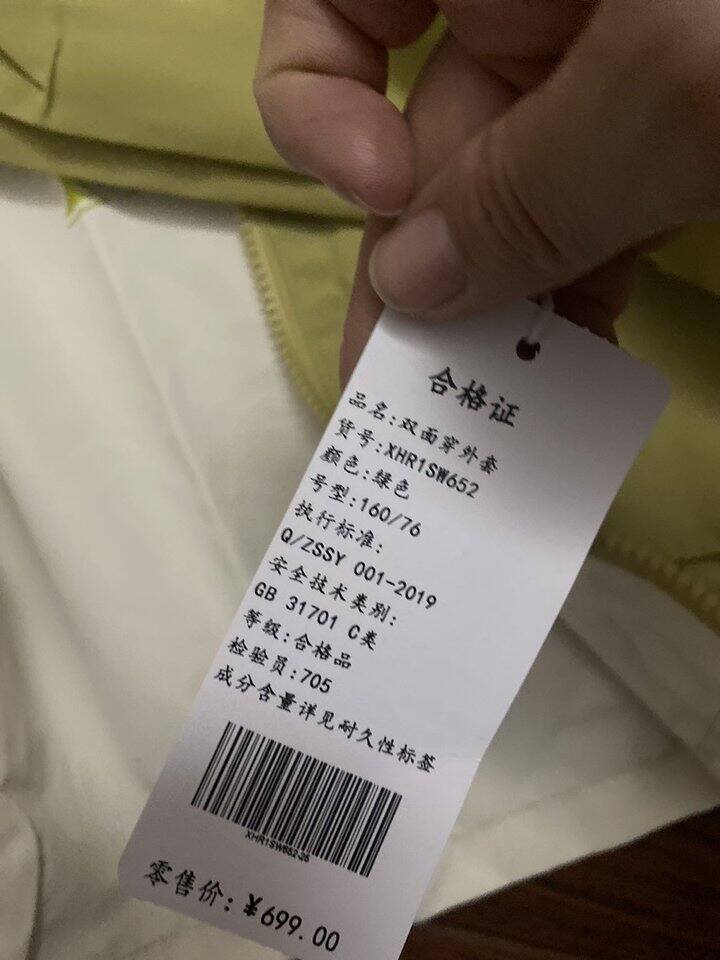 合格证
品名:双面穿外套
货号:XHR1SW652
颜色:绿色
号型:160/76
执行标准:
Q/ZSSY 001-2019
安全技术类别:
GB 31701 C类
等级:合格品
检验员:705
成分含量详见耐久性标签
XHR1SW652-26
零售价:¥699.00